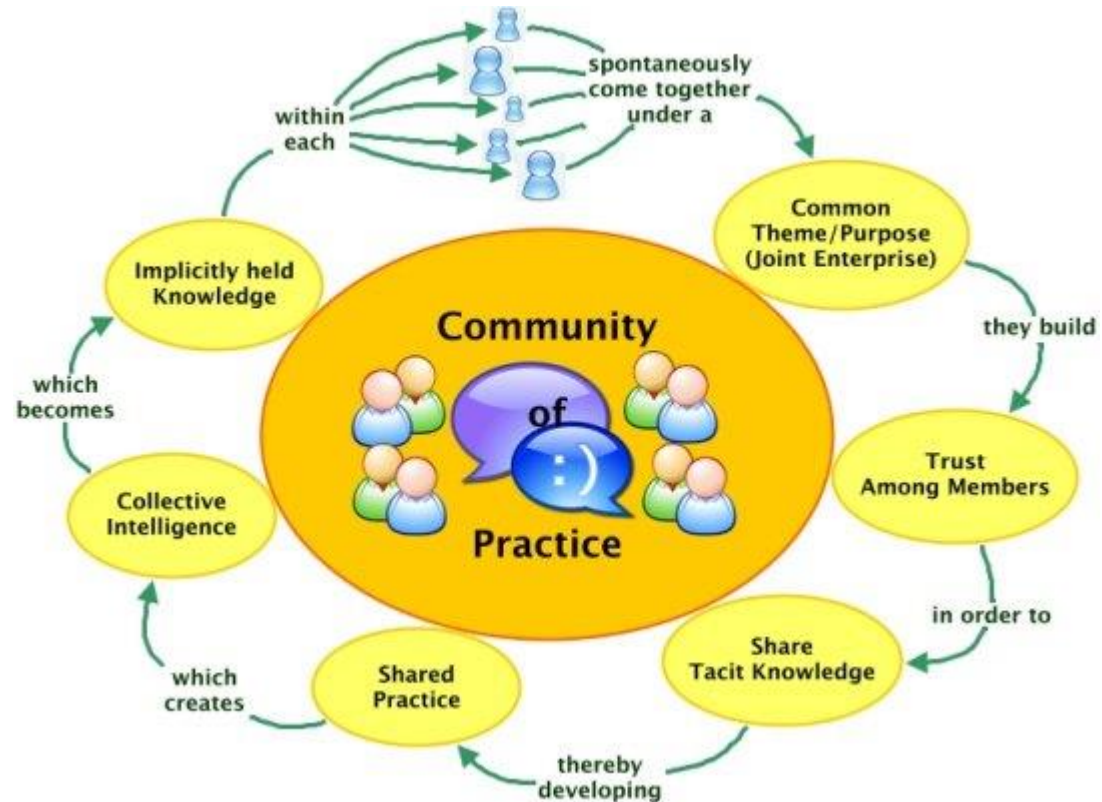 spontaneously
come together
under a
Common
Theme/Purpose
(Joint Enterprise)
they build
Trust
Among Members
in order to
Share
Tacit Knowledge
thereby
developing
Shared
Practice
which
creates
Collective
Intelligence
which
becomes
Implicitly held
Knowledge
within
each
Community
of
:)
Practice